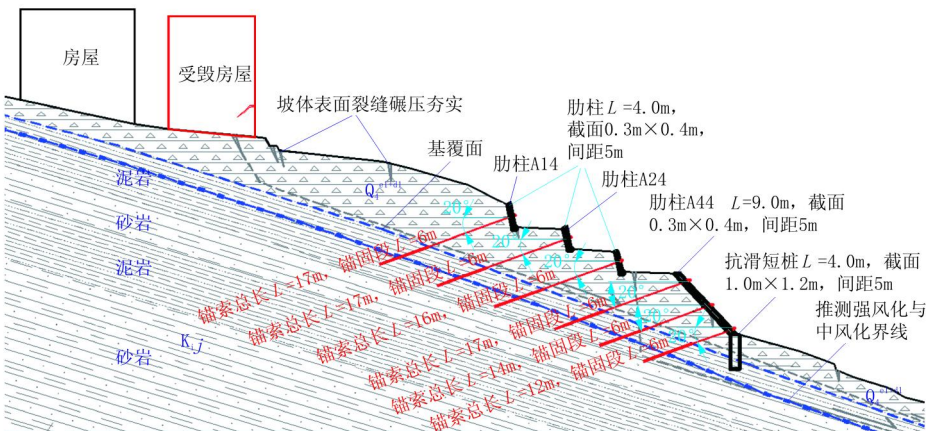 房屋
受毁房屋
坡体表面裂缝碾压夯实
基覆面
肋柱A14
肋柱L=4.0m，
截面0.3m×0.4m，
间距5m
肋柱A24
肋柱A44 L=9.0m，截面
0.3m×0.4m，间距5m
抗滑短桩L=4.0m，截面
1.0m×1.2m，间距5m
推测强风化与
中风化界线
泥岩
砂岩
泥岩
砂岩
K₁j
20°
20°
20°
20°
20°
20°
锚索总长L=17m，锚固段L=6m
锚索总长L=17m，锚固段L=6m
锚索总长L=16m，锚固段L=6m
锚索总长L=17m，锚固段L=6m
锚索总长L=14m，锚固段L=6m
锚索总长L=12m，锚固段L=6m